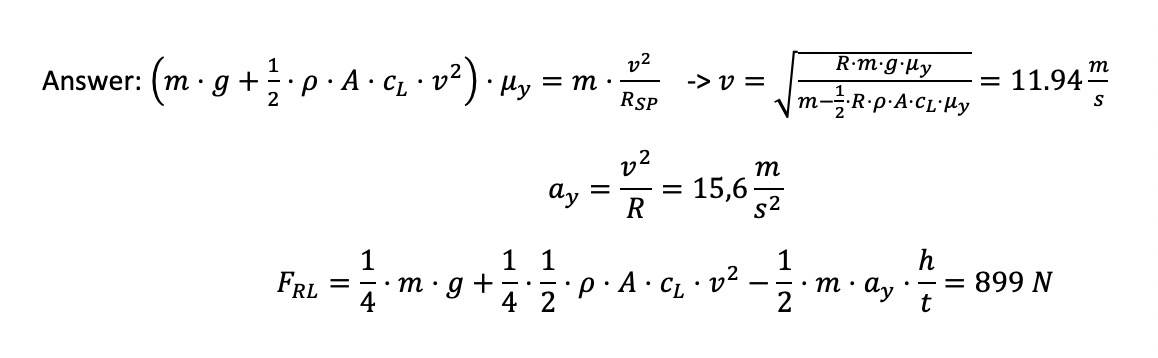 Answer: (m · g + 1/2 · ρ · A · c_L · v²) · μ_y = m · v²/R_SP -> v = √((R·m·g·μ_y)/(m−1/2·R·ρ·A·c_L·μ_y)) = 11.94 m/s
a_y = v²/R = 15,6 m/s²
F_RL = 1/4 · m · g + 1/4 · 1/2 · ρ · A · c_L · v² − 1/2 · m · a_y · h/t = 899 N